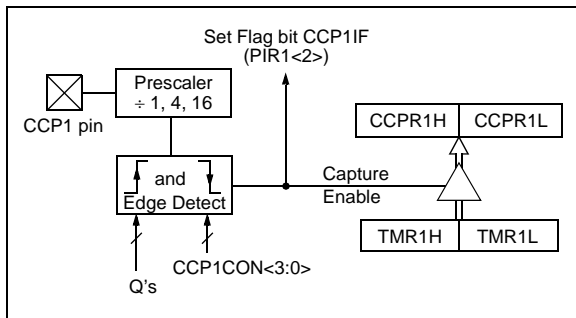 Set Flag bit CCP1IF
(PIR1<2>)
Prescaler
÷ 1, 4, 16
CCP1 pin
CCPR1H
CCPR1L
and
Edge Detect
Capture
Enable
TMR1H
TMR1L
Q's
CCP1CON<3:0>